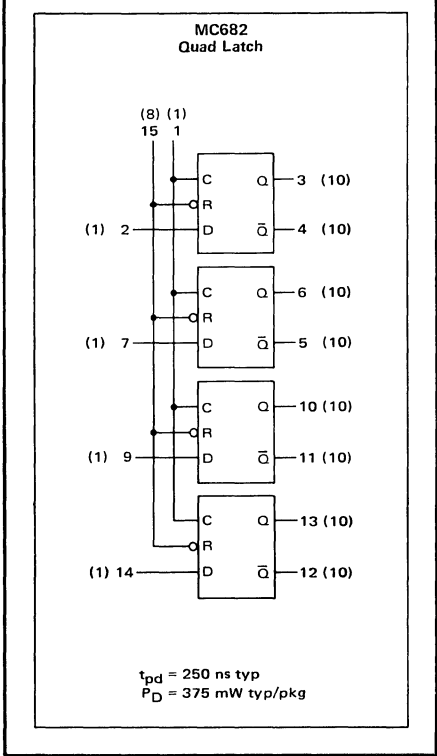 MC682
Quad Latch
(8) (1)
15 1
C Q 3 (10)
R
(1) 2 D Q̅ 4 (10)
C Q 6 (10)
R
(1) 7 D Q̅ 5 (10)
C Q 10 (10)
R
(1) 9 D Q̅ 11 (10)
C Q 13 (10)
R
(1) 14 D Q̅ 12 (10)
tpd = 250 ns typ
PD = 375 mW typ/pkg